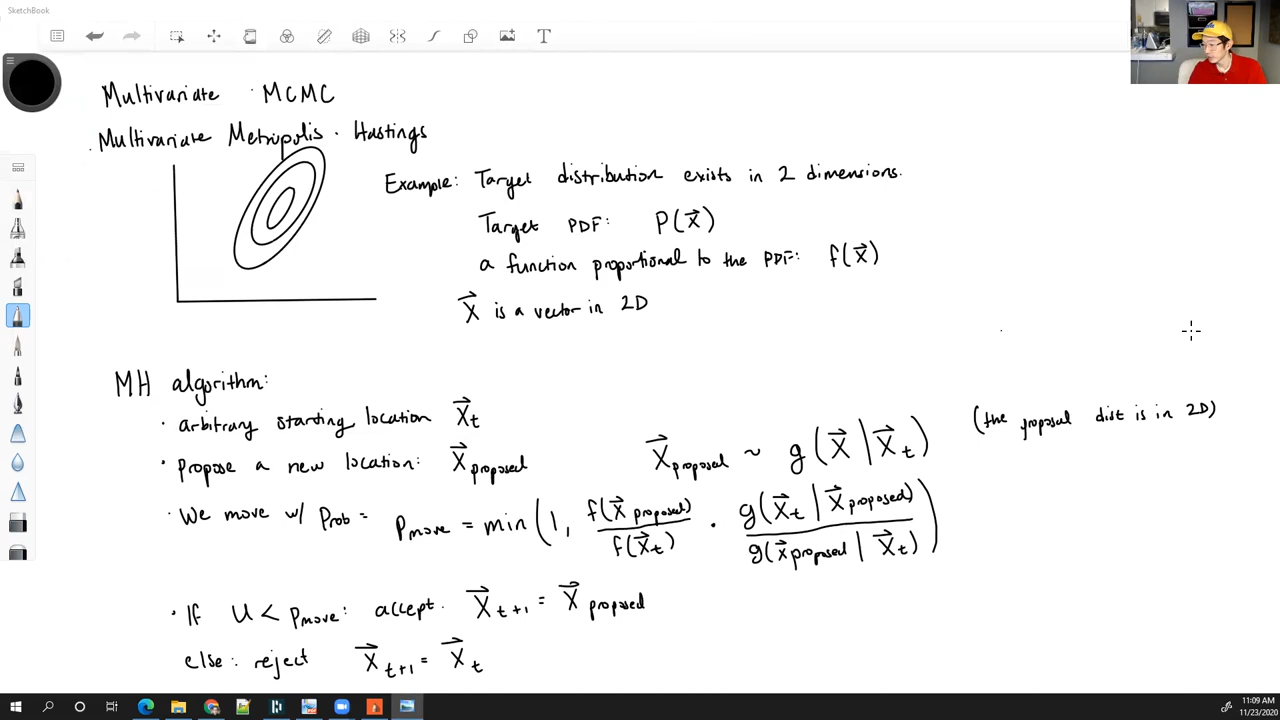 SketchBook
Multivariate MCMC
Multivariate Metropolis-Hastings
Example: Target distribution exists in 2 dimensions.
Target PDF: P(X⃗)
a function proportional to the PDF: f(X⃗)
X⃗ is a vector in 2D
MH algorithm:
· arbitrary starting location X⃗t
(the proposal dist is in 2D)
· Propose a new location: X⃗proposed X⃗proposed ~ g(X⃗|X⃗t)
· We move w/ Prob = Pmove = min(1, f(X⃗proposed)/f(X⃗t) · g(X⃗t|X⃗proposed)/g(X⃗proposed|X⃗t))
· If U < Pmove: accept. X⃗t+1 = X⃗proposed
else: reject X⃗t+1 = X⃗t
11:09 AM
11/23/2020